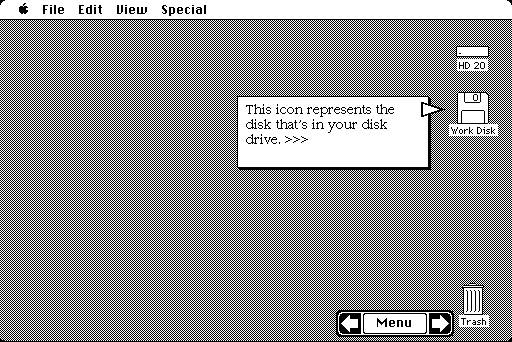 File Edit View Special
HD 20
This icon represents the
disk that's in your disk
drive. >>>
Work Disk
Menu
Trash